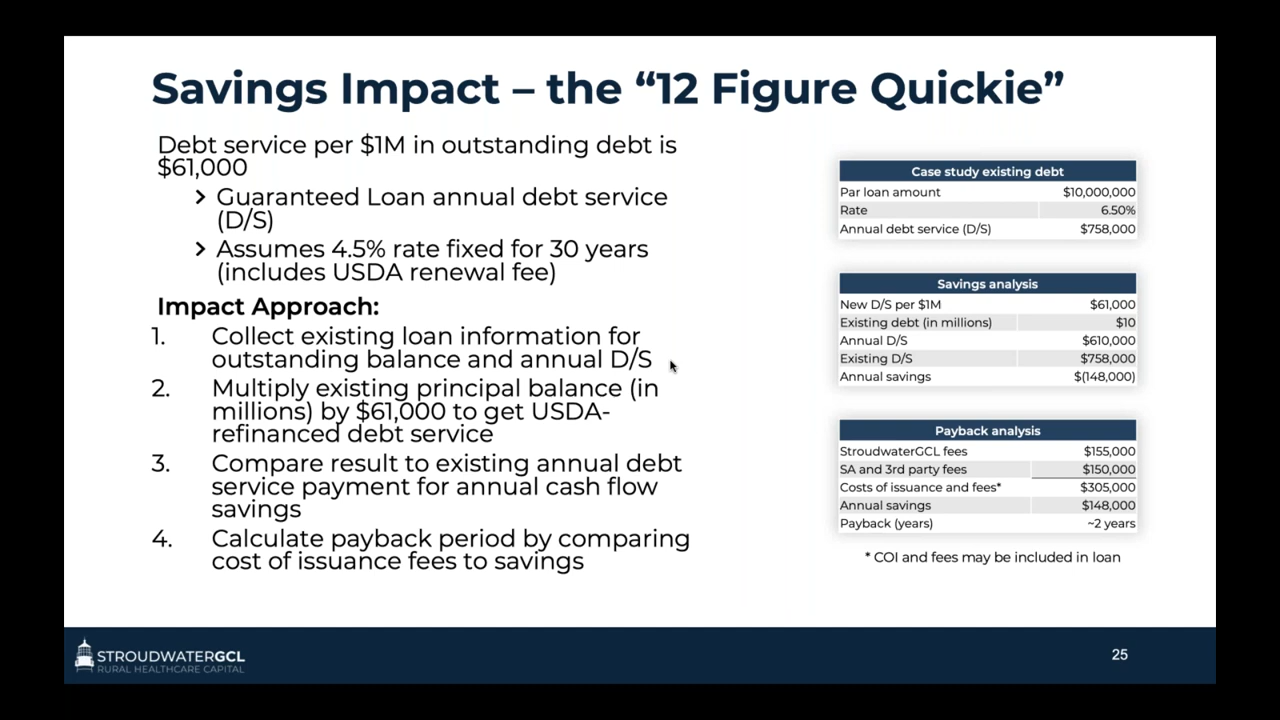 Savings Impact – the “12 Figure Quickie”
Debt service per $1M in outstanding debt is
$61,000
Guaranteed Loan annual debt service
(D/S)
Assumes 4.5% rate fixed for 30 years
(includes USDA renewal fee)
Impact Approach:
1. Collect existing loan information for
outstanding balance and annual D/S
2. Multiply existing principal balance (in
millions) by $61,000 to get USDA-
refinanced debt service
3. Compare result to existing annual debt
service payment for annual cash flow
savings
4. Calculate payback period by comparing
cost of issuance fees to savings
Case study existing debt
Par loan amount $10,000,000
Rate 6.50%
Annual debt service (D/S) $758,000
Savings analysis
New D/S per $1M $61,000
Existing debt (in millions) $10
Annual D/S $610,000
Existing D/S $758,000
Annual savings $(148,000)
Payback analysis
StroudwaterGCL fees $155,000
SA and 3rd party fees $150,000
Costs of issuance and fees* $305,000
Annual savings $148,000
Payback (years) ~2 years
* COI and fees may be included in loan
STROUDWATERGCL
RURAL HEALTHCARE CAPITAL
25